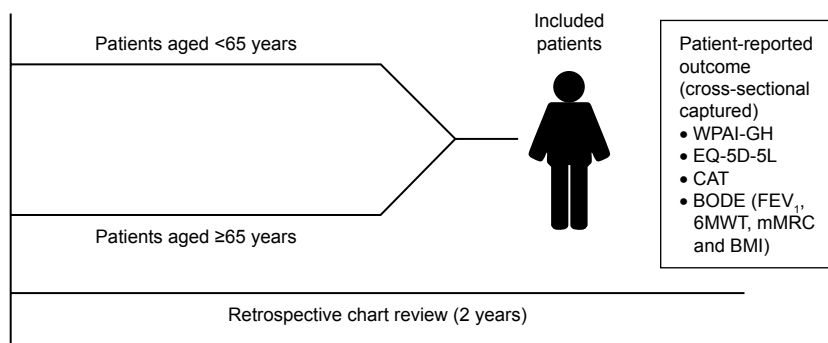 Patients aged <65 years
Patients aged ≥65 years
Included
patients
Patient-reported
outcome
(cross-sectional
captured)
• WPAI-GH
• EQ-5D-5L
• CAT
• BODE (FEV₁,
6MWT, mMRC
and BMI)
Retrospective chart review (2 years)